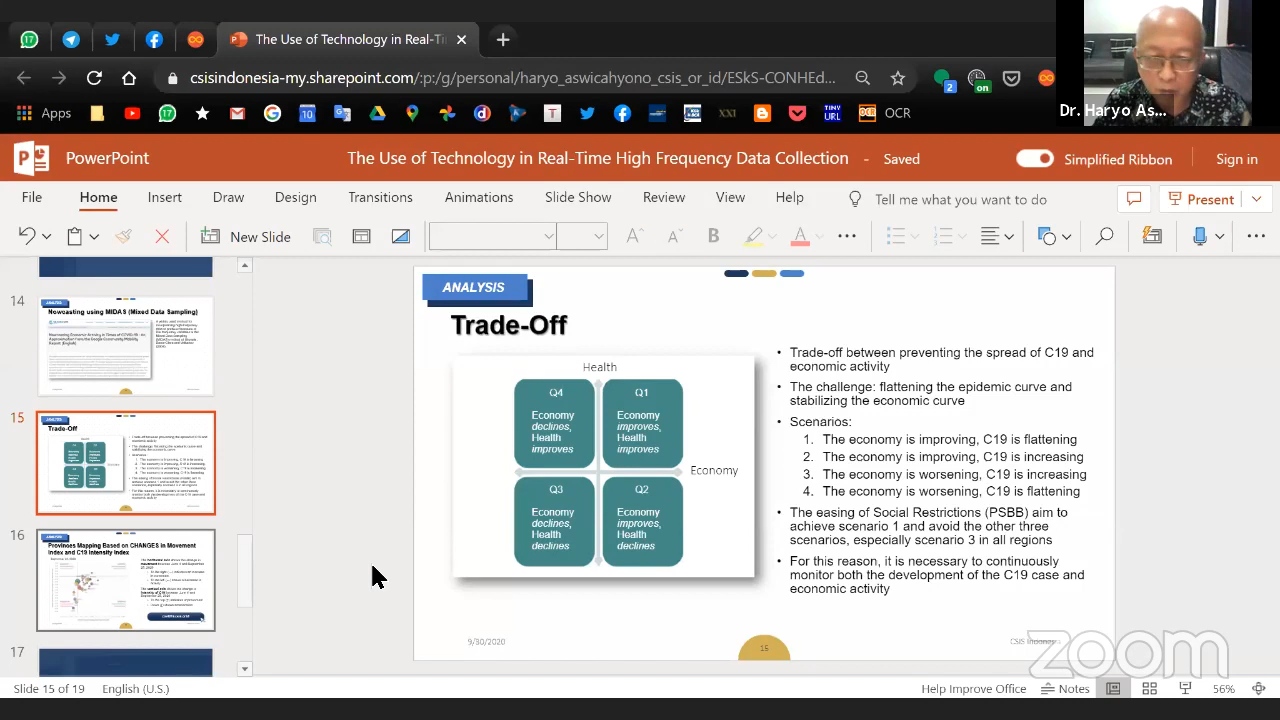 The Use of Technology in Real-Ti
csisindonesia-my.sharepoint.com/:p:/g/personal/haryo_aswicahyono_csis_or_id/ESkS-CONHEd...
Dr. Haryo As...
Apps
OCR
PowerPoint
The Use of Technology in Real-Time High Frequency Data Collection - Saved
Simplified Ribbon
Sign in
File Home Insert Draw Design Transitions Animations Slide Show Review View Help
Tell me what you want to do
Present
New Slide
14
ANALYSIS
Nowcasting using MIDAS (Mixed Data Sampling)
15
ANALYSIS
Trade-Off
16
ANALYSIS
Provinces Mapping Based on CHANGES in Movement
Index and C19 Intensity Index
17
ANALYSIS
Trade-Off
Health
Q4
Economy
declines,
Health
improves
Q1
Economy
improves,
Health
improves
Economy
Q3
Economy
declines,
Health
declines
Q2
Economy
improves,
Health
declines
• Trade-off between preventing the spread of C19 and
economic activity
• The challenge: flattening the epidemic curve and
stabilizing the economic curve
• Scenarios:
1. The economy is improving, C19 is flattening
2. The economy is improving, C19 is increasing
3. The economy is worsening, C19 is increasing
4. The economy is worsening, C19 is flattening
• The easing of Social Restrictions (PSBB) aim to
achieve scenario 1 and avoid the other three
scenarios, especially scenario 3 in all regions
• For this reason, it is necessary to continuously
monitor both the development of the C19 case and
economic activity
9/30/2020
15
CSIS Indonesia
zoom
Slide 15 of 19
English (U.S.)
Help Improve Office
Notes
56%